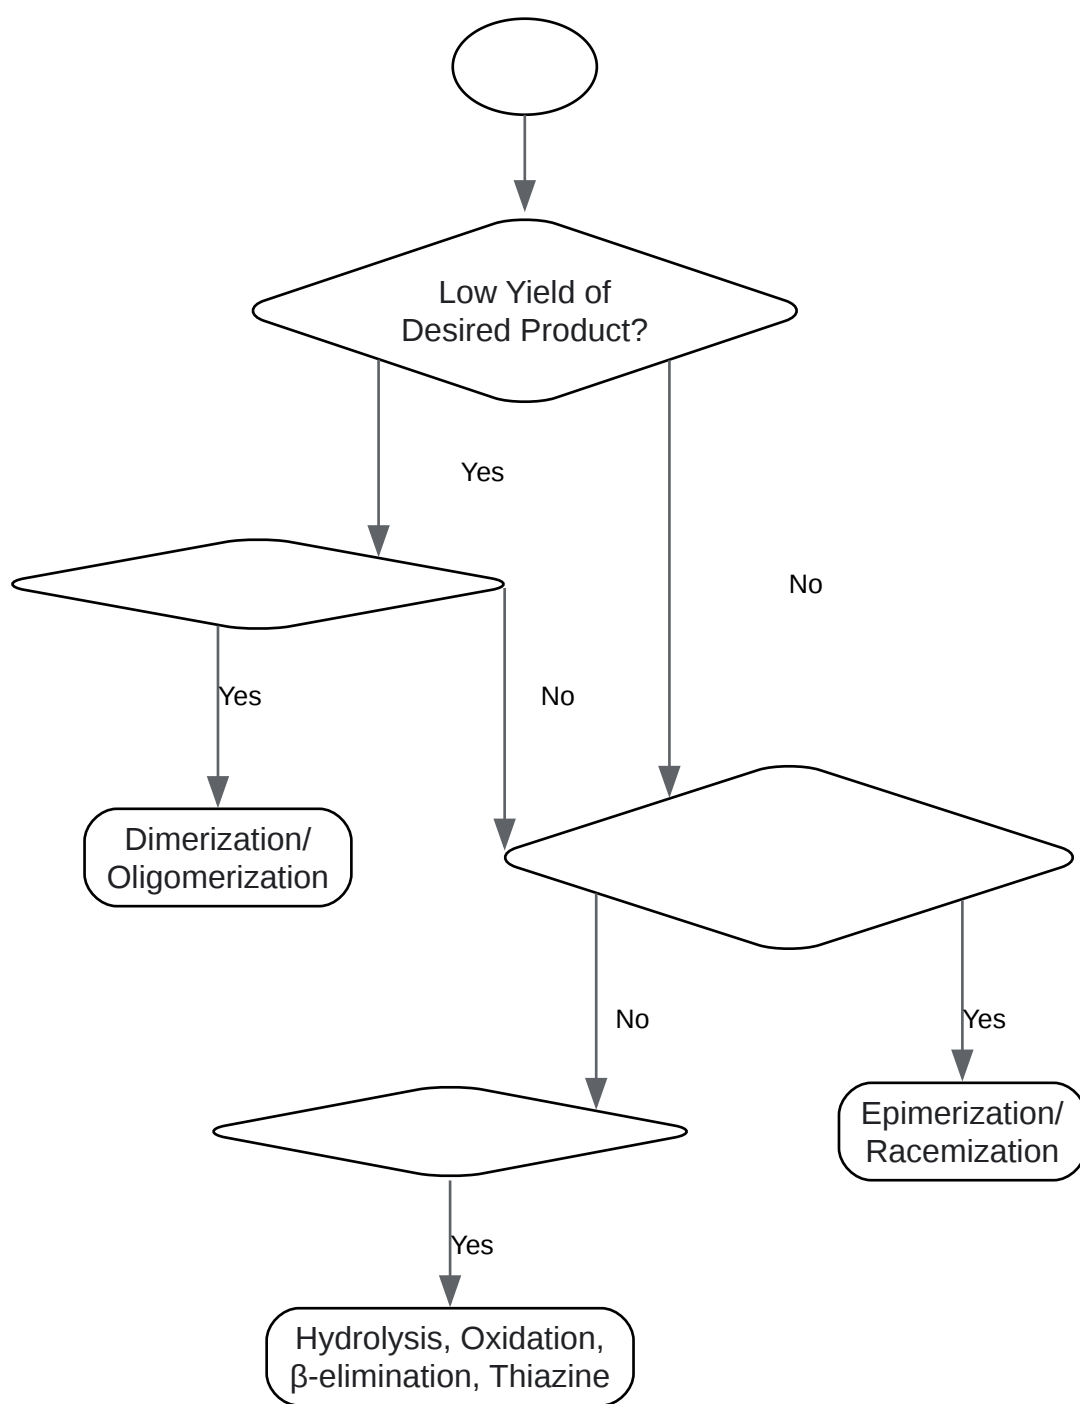 Low Yield of
Desired Product?
Yes
No
Yes
No
Dimerization/
Oligomerization
No
Yes
Epimerization/
Racemization
Yes
Hydrolysis, Oxidation,
β-elimination, Thiazine